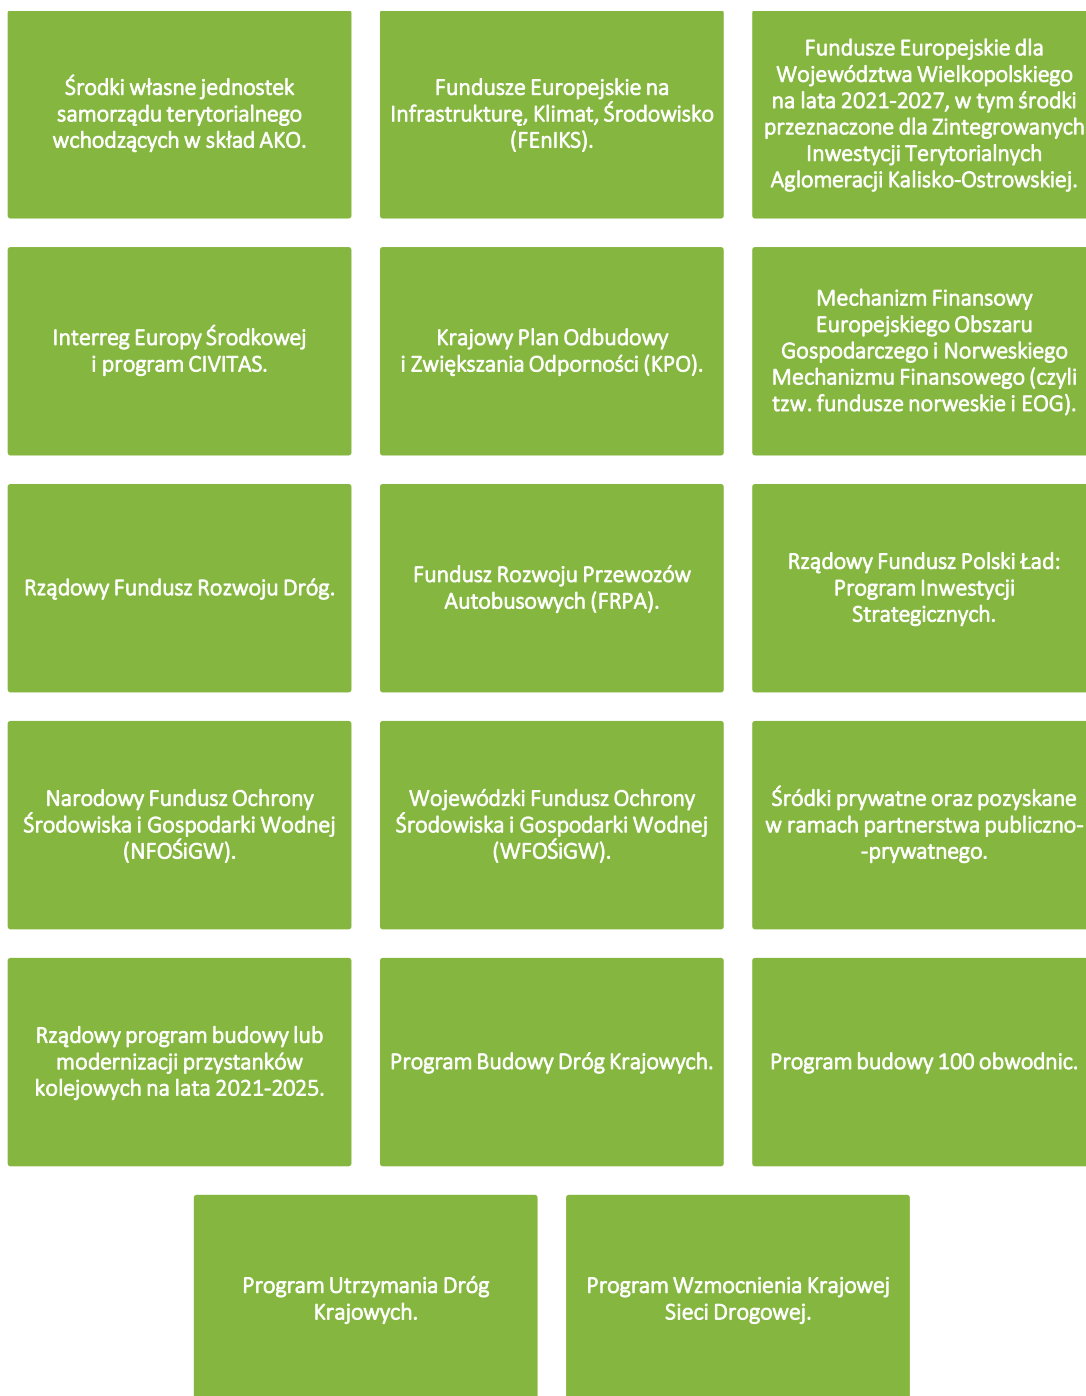 Środki własne jednostek
samorządu terytorialnego
wchodzących w skład AKO.
Fundusze Europejskie na
Infrastrukturę, Klimat, Środowisko
(FEnIKS).
Fundusze Europejskie dla
Województwa Wielkopolskiego
na lata 2021-2027, w tym środki
przeznaczone dla Zintegrowanych
Inwestycji Terytorialnych
Aglomeracji Kalisko-Ostrowskiej.
Interreg Europy Środkowej
i program CIVITAS.
Krajowy Plan Odbudowy
i Zwiększania Odporności (KPO).
Mechanizm Finansowy
Europejskiego Obszaru
Gospodarczego i Norweskiego
Mechanizmu Finansowego (czyli
tzw. fundusze norweskie i EOG).
Rządowy Fundusz Rozwoju Dróg.
Fundusz Rozwoju Przewozów
Autobusowych (FRPA).
Rządowy Fundusz Polski Ład:
Program Inwestycji
Strategicznych.
Narodowy Fundusz Ochrony
Środowiska i Gospodarki Wodnej
(NFOŚiGW).
Wojewódzki Fundusz Ochrony
Środowiska i Gospodarki Wodnej
(WFOŚiGW).
Śródki prywatne oraz pozyskane
w ramach partnerstwa publiczno-
-prywatnego.
Rządowy program budowy lub
modernizacji przystanków
kolejowych na lata 2021-2025.
Program Budowy Dróg Krajowych.
Program budowy 100 obwodnic.
Program Utrzymania Dróg
Krajowych.
Program Wzmocnienia Krajowej
Sieci Drogowej.